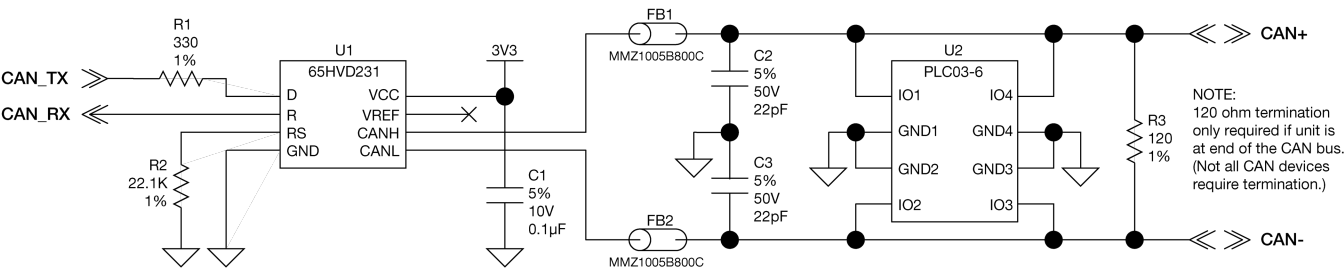 R1
330
1%
CAN_TX
CAN_RX
U1
65HVD231
D
R
RS
GND
VCC
VREF
CANH
CANL
R2
22.1K
1%
3V3
C1
5%
10V
0.1µF
FB1
MMZ1005B800C
FB2
MMZ1005B800C
C2
5%
50V
22pF
C3
5%
50V
22pF
U2
PLC03-6
IO1
IO4
GND1
GND4
GND2
GND3
IO2
IO3
R3
120
1%
CAN+
CAN-
NOTE:
120 ohm termination
only required if unit is
at end of the CAN bus.
(Not all CAN devices
require termination.)